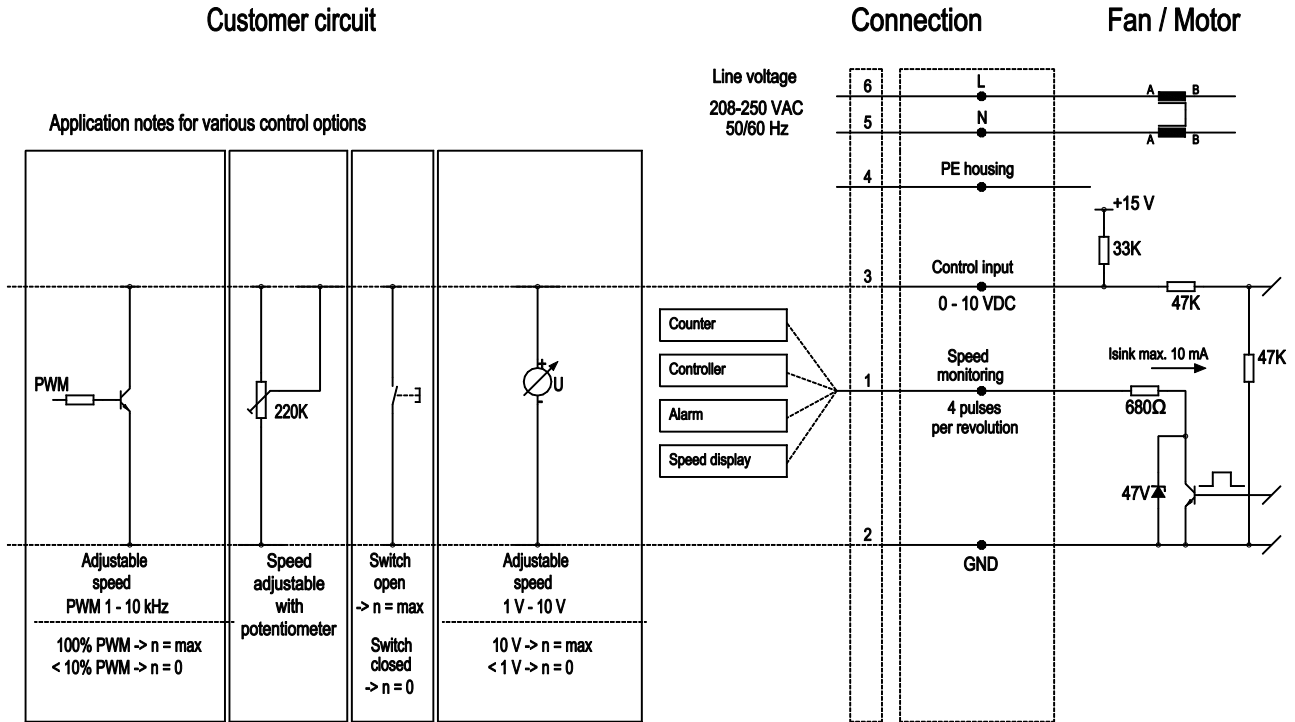 Customer circuit
Connection
Fan / Motor
Line voltage
208-250 VAC
50/60 Hz
6
L
A
B
5
N
A
B
Application notes for various control options
4
PE housing
+15 V
33K
3
Control input
0 - 10 VDC
47K
47K
Counter
Controller
Alarm
Speed display
1
Speed
monitoring
4 pulses
per revolution
Isink max. 10 mA
680Ω
47V
2
GND
PWM
220K
+
U
-
Adjustable
speed
PWM 1 - 10 kHz
100% PWM -> n = max
< 10% PWM -> n = 0
Speed
adjustable
with
potentiometer
Switch
open
-> n = max
Switch
closed
-> n = 0
Adjustable
speed
1 V - 10 V
10 V -> n = max
< 1 V -> n = 0